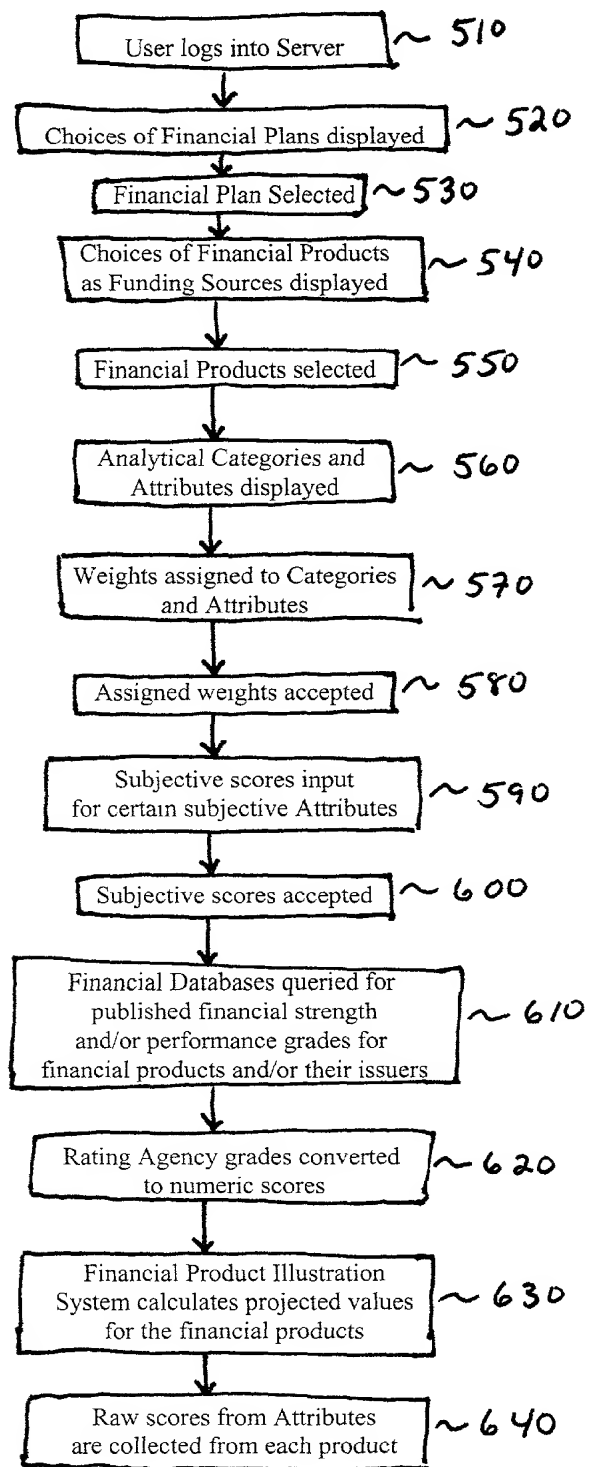 User logs into Server ~ 510
Choices of Financial Plans displayed ~ 520
Financial Plan Selected ~ 530
Choices of Financial Products
as Funding Sources displayed ~ 540
Financial Products selected ~ 550
Analytical Categories and
Attributes displayed ~ 560
Weights assigned to Categories
and Attributes ~ 570
Assigned weights accepted ~ 580
Subjective scores input
for certain subjective Attributes ~ 590
Subjective scores accepted ~ 600
Financial Databases queried for
published financial strength
and/or performance grades for
financial products and/or their issuers ~ 610
Rating Agency grades converted
to numeric scores ~ 620
Financial Product Illustration
System calculates projected values
for the financial products ~ 630
Raw scores from Attributes
are collected from each product ~ 640